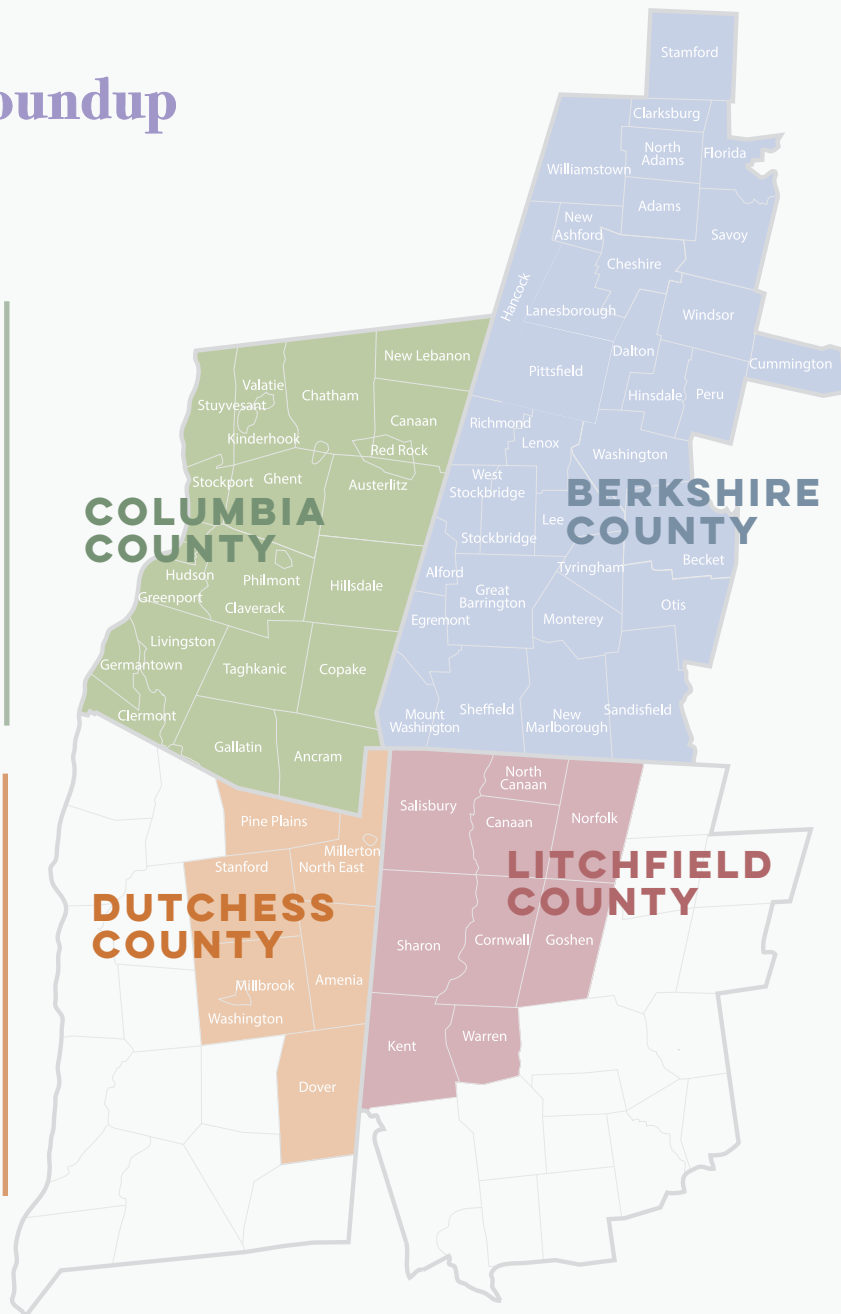 oundup
Stamford
Clarksburg
North
Adams
Florida
Williamstown
Adams
New
Ashford
Savoy
Cheshire
Hancock
Lanesborough
Windsor
Dalton
Cummington
Pittsfield
Hinsdale
Peru
Richmond
Lenox
Washington
West
Stockbridge
BERKSHIRE
COUNTY
Lee
Stockbridge
Becket
Tyringham
Alford
Great
Barrington
Otis
Egremont
Monterey
Mount
Washington
Sheffield
New
Marlborough
Sandisfield
New Lebanon
Valatie
Chatham
Stuyvesant
Canaan
Kinderhook
Red Rock
Stockport
Ghent
Austerlitz
COLUMBIA
COUNTY
Hudson
Philmont
Hillsdale
Greenport
Claverack
Livingston
Germantown
Taghkanic
Copake
Clermont
Gallatin
Ancram
Pine Plains
Millerton
Stanford
North East
DUTCHESS
COUNTY
Amenia
Millbrook
Washington
Dover
North
Canaan
Salisbury
Canaan
Norfolk
LITCHFIELD
COUNTY
Sharon
Cornwall
Goshen
Kent
Warren